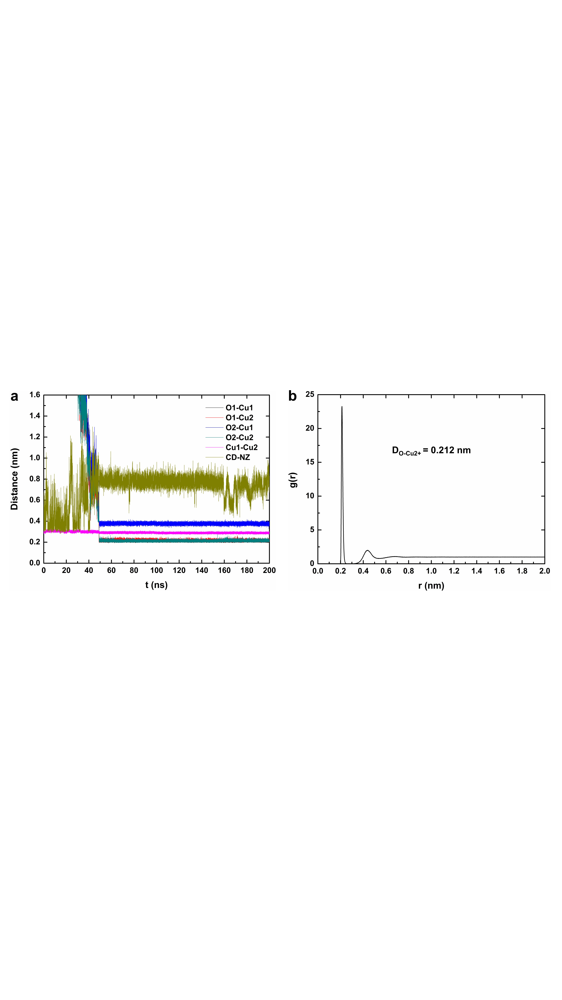 a
1.6
1.4
1.2
1.0
0.8
0.6
0.4
0.2
0.0
Distance (nm)
0 20 40 60 80 100 120 140 160 180 200
t (ns)
O1-Cu1
O1-Cu2
O2-Cu1
O2-Cu2
Cu1-Cu2
CD-NZ
b
25
20
15
10
5
0
g(r)
0.0 0.2 0.4 0.6 0.8 1.0 1.2 1.4 1.6 1.8 2.0
r (nm)
DO-Cu2+ = 0.212 nm